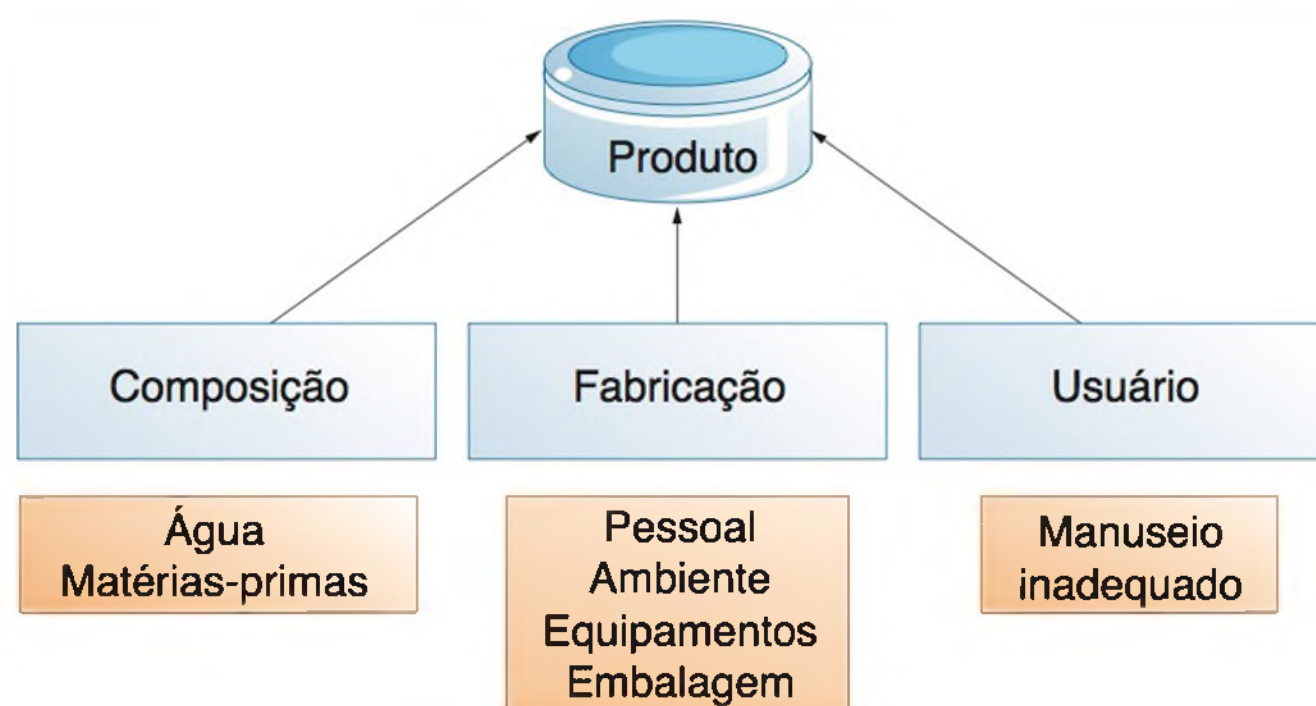 Produto
Composição
Fabricação
Usuário
Água
Matérias-primas
Pessoal
Ambiente
Equipamentos
Embalagem
Manuseio
inadequado